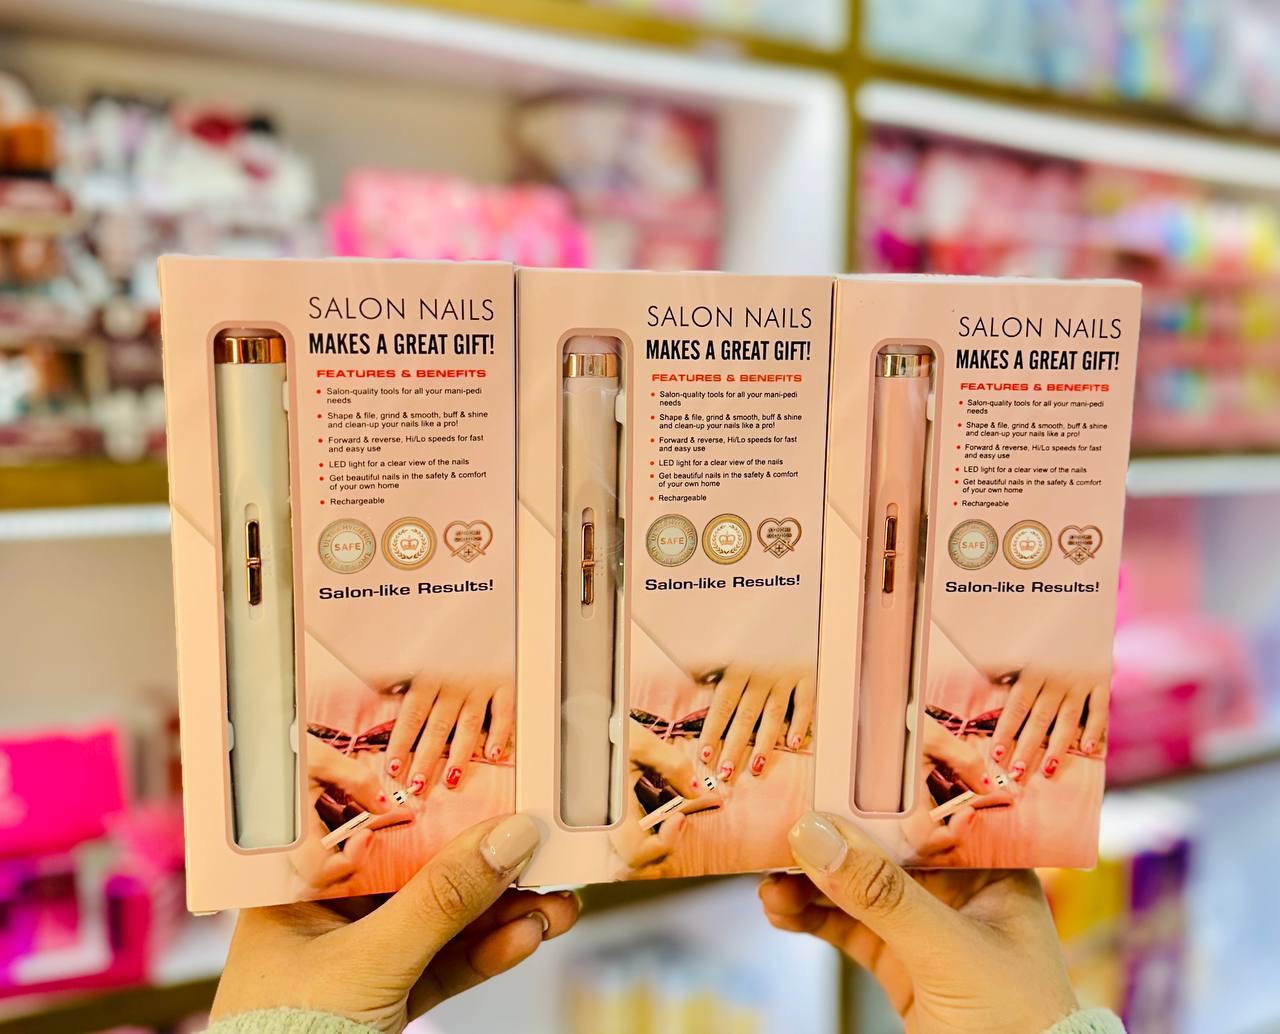 SALON NAILS
MAKES A GREAT GIFT!
FEATURES & BENEFITS
• Salon-quality tools for all your mani-pedi
needs
• Shape & file, grind & smooth, buff & shine
and clean-up your nails like a pro!
• Forward & reverse, Hi/Lo speeds for fast
and easy use
• LED light for a clear view of the nails
• Get beautiful nails in the safety & comfort
of your own home
• Rechargeable
SAFE
Salon-like Results!
SALON NAILS
MAKES A GREAT GIFT!
FEATURES & BENEFITS
• Salon-quality tools for all your mani-pedi
needs
• Shape & file, grind & smooth, buff & shine
and clean-up your nails like a pro!
• Forward & reverse, Hi/Lo speeds for fast
and easy use
• LED light for a clear view of the nails
• Get beautiful nails in the safety & comfort
of your own home
• Rechargeable
SAFE
Salon-like Results!
SALON NAILS
MAKES A GREAT GIFT!
FEATURES & BENEFITS
• Salon-quality tools for all your mani-pedi
needs
• Shape & file, grind & smooth, buff & shine
and clean-up your nails like a pro!
• Forward & reverse, Hi/Lo speeds for fast
and easy use
• LED light for a clear view of the nails
• Get beautiful nails in the safety & comfort
of your own home
• Rechargeable
SAFE
Salon-like Results!